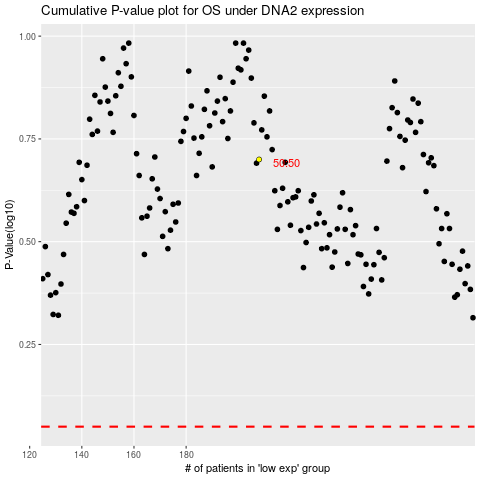 Cumulative P-value plot for OS under DNA2 expression
P-Value(log10)
1.00
0.75
0.50
0.25
50:50
120 140 160 180
# of patients in 'low exp' group